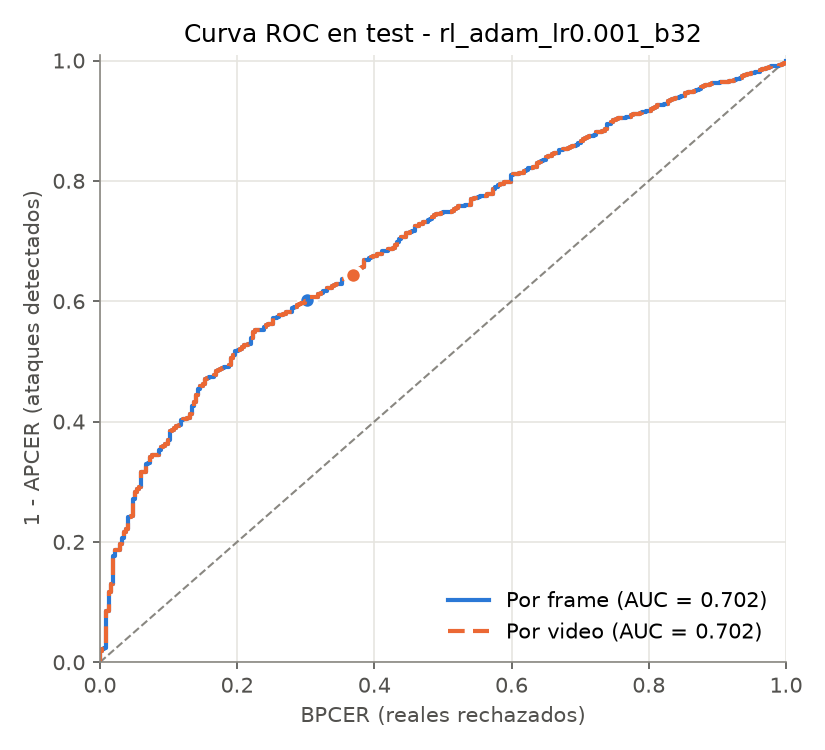 Curva ROC en test - rl_adam_lr0.001_b32
1 - APCER (ataques detectados)
1.0
0.8
0.6
0.4
0.2
0.0
Por frame (AUC = 0.702)
Por video (AUC = 0.702)
0.0 0.2 0.4 0.6 0.8 1.0
BPCER (reales rechazados)